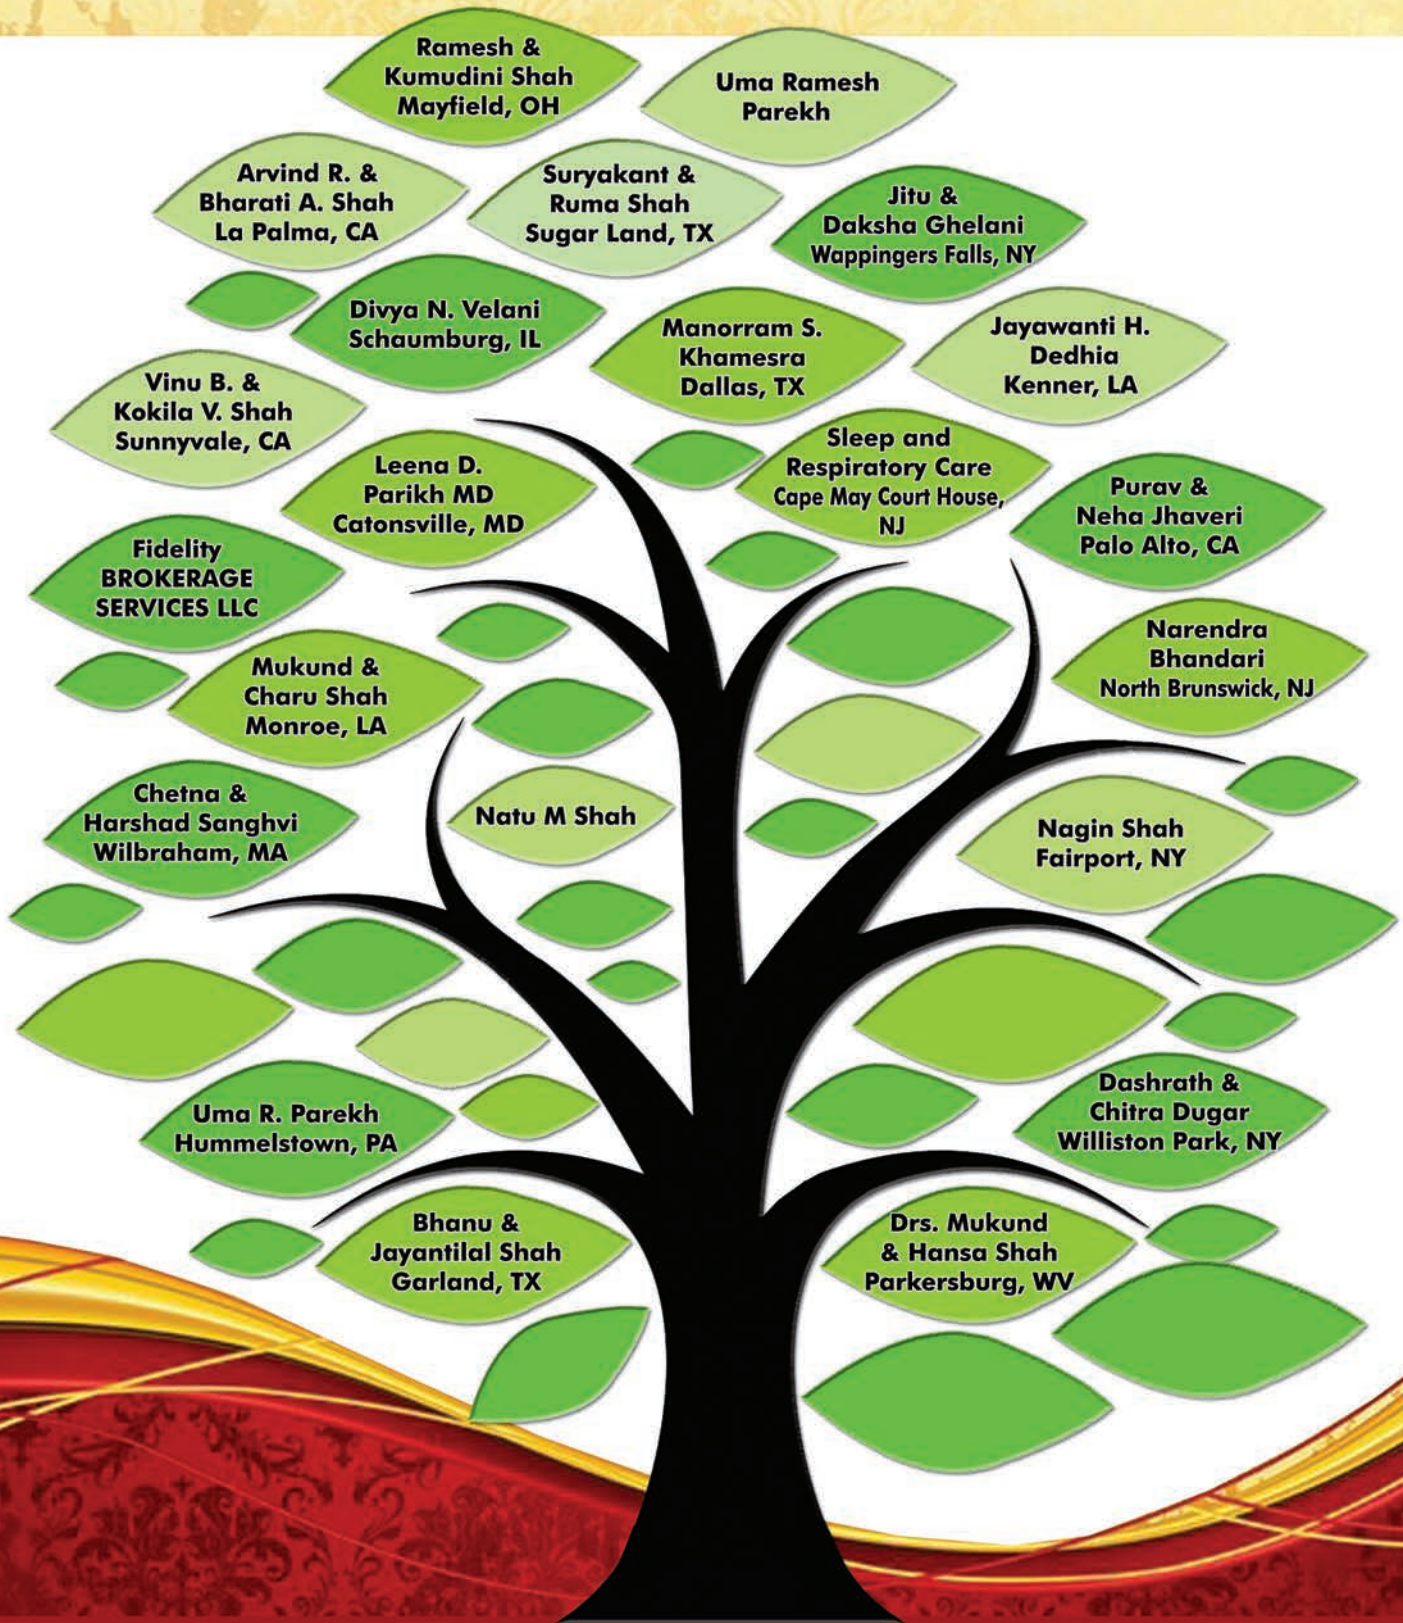 Ramesh &
Kumudini Shah
Mayfield, OH
Uma Ramesh
Parekh
Arvind R. &
Bharati A. Shah
La Palma, CA
Suryakant &
Ruma Shah
Sugar Land, TX
Jitu &
Daksha Ghelani
Wappingers Falls, NY
Divya N. Velani
Schaumburg, IL
Manorram S.
Khamesra
Dallas, TX
Jayawanti H.
Dedhia
Kenner, LA
Vinu B. &
Kokila V. Shah
Sunnyvale, CA
Leena D.
Parikh MD
Catonsville, MD
Sleep and
Respiratory Care
Cape May Court House,
NJ
Purav &
Neha Jhaveri
Palo Alto, CA
Fidelity
BROKERAGE
SERVICES LLC
Mukund &
Charu Shah
Monroe, LA
Narendra
Bhandari
North Brunswick, NJ
Chetna &
Harshad Sanghvi
Wilbraham, MA
Natu M Shah
Nagin Shah
Fairport, NY
Uma R. Parekh
Hummelstown, PA
Dashrath &
Chitra Dugar
Williston Park, NY
Bhanu &
Jayantilal Shah
Garland, TX
Drs. Mukund
& Hansa Shah
Parkersburg, WV